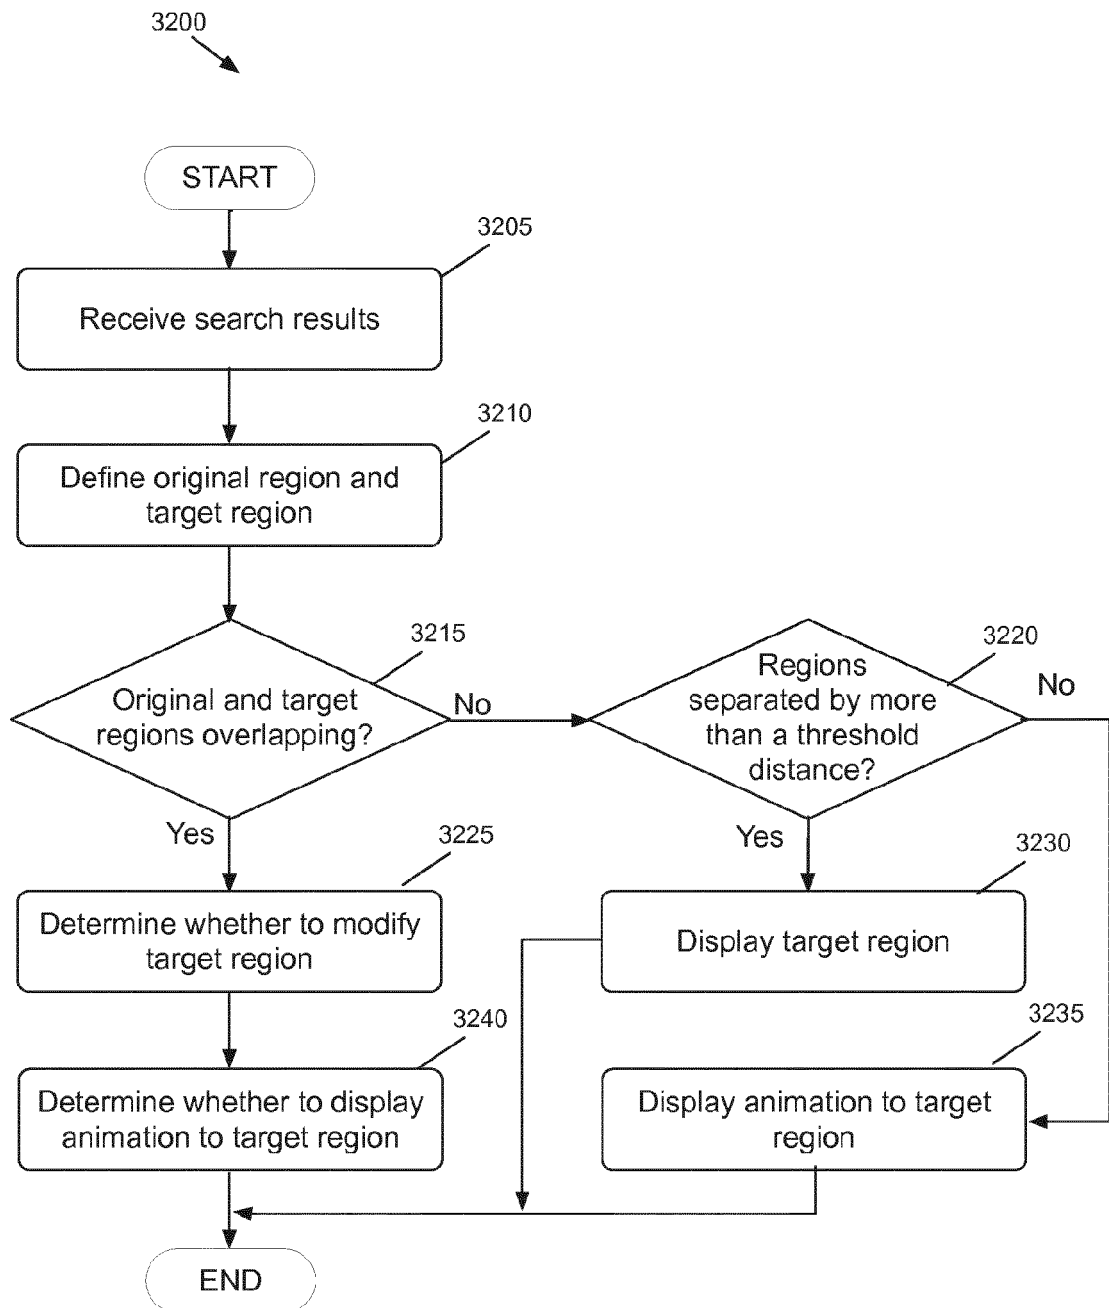 3200
START
3205
Receive search results
3210
Define original region and
target region
3215
Original and target
regions overlapping?
No
3220
Regions
separated by more
than a threshold
distance?
No
Yes
3225
Determine whether to modify
target region
Yes
3230
Display target region
3240
Determine whether to display
animation to target region
3235
Display animation to target
region
END